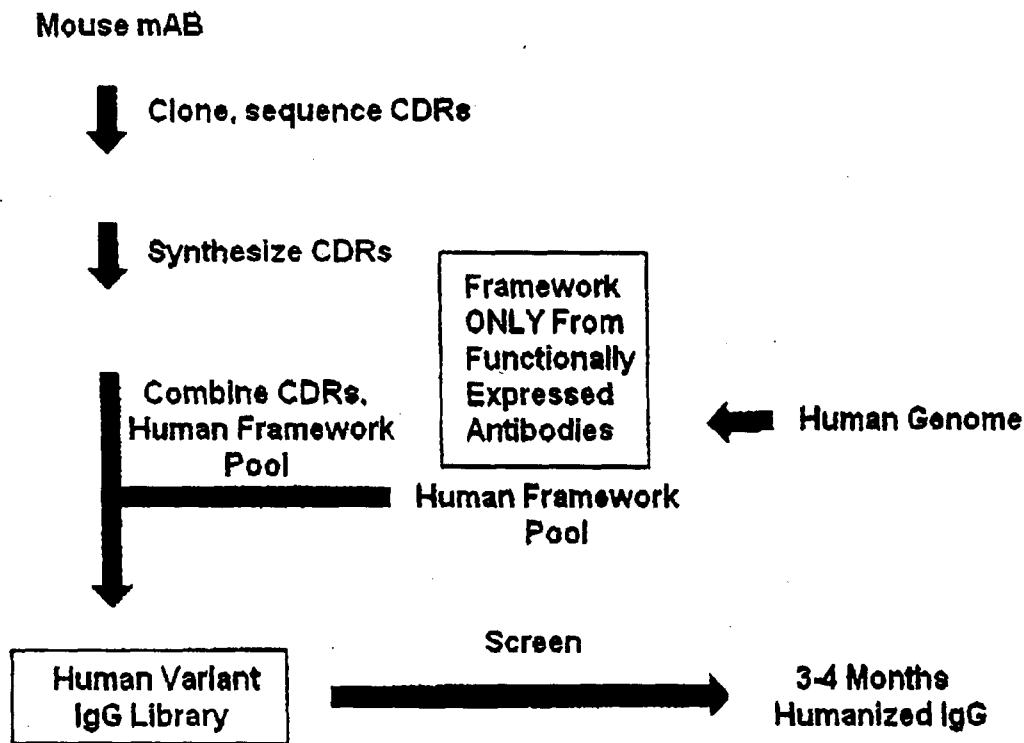 Mouse mAB
Clone, sequence CDRs
Synthesize CDRs
Framework
ONLY From
Functionally
Expressed
Antibodies
Combine CDRs,
Human Framework
Pool
Human Genome
Human Framework
Pool
Screen
Human Variant
IgG Library
3-4 Months
Humanized IgG